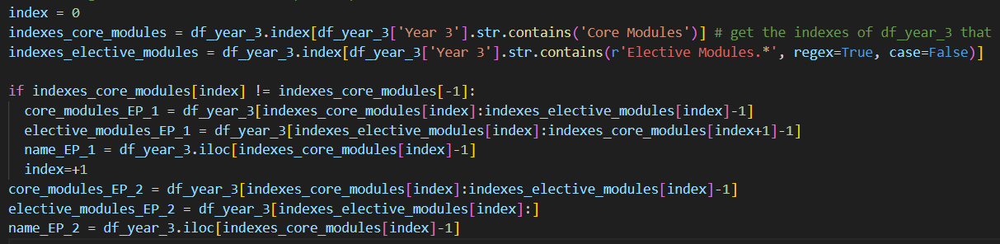 index = 0
indexes_core_modules = df_year_3.index[df_year_3['Year 3'].str.contains('Core Modules')] # get the indexes of df_year_3 that
indexes_elective_modules = df_year_3.index[df_year_3['Year 3'].str.contains(r'Elective Modules.*', regex=True, case=False)]
if indexes_core_modules[index] != indexes_core_modules[-1]:
core_modules_EP_1 = df_year_3[indexes_core_modules[index]:indexes_elective_modules[index]-1]
elective_modules_EP_1 = df_year_3[indexes_elective_modules[index]:indexes_core_modules[index+1]-1]
name_EP_1 = df_year_3.iloc[indexes_core_modules[index]-1]
index=+1
core_modules_EP_2 = df_year_3[indexes_core_modules[index]:indexes_elective_modules[index]-1]
elective_modules_EP_2 = df_year_3[indexes_elective_modules[index]:]
name_EP_2 = df_year_3.iloc[indexes_core_modules[index]-1]